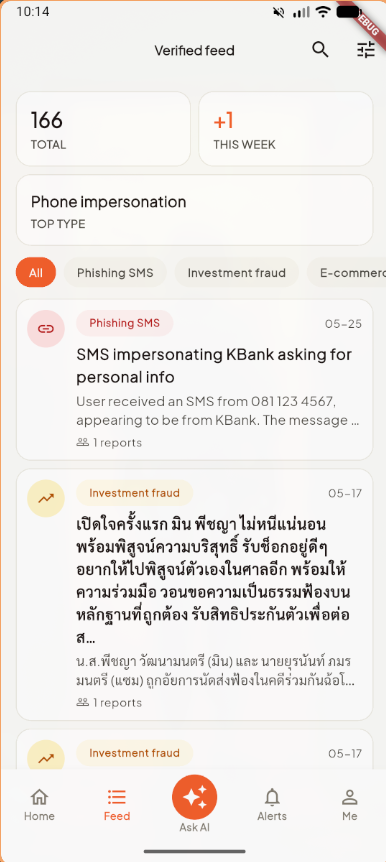 10:14
EBUG
Verified feed
166
TOTAL
+1
THIS WEEK
Phone impersonation
TOP TYPE
All
Phishing SMS
Investment fraud
E-commerc
Phishing SMS
05-25
SMS impersonating KBank asking for
personal info
User received an SMS from 081 123 4567,
appearing to be from KBank. The message ...
1 reports
Investment fraud
05-17
เปิดใจครั้งแรก มิน พีชญา ไม่หนีแน่นอน
พร้อมพิสูจน์ความบริสุทธิ์ รับช็อกอยู่ดีๆ
อยากให้ไปพิสูจน์ตัวเองในศาลอีก พร้อมให้
ความร่วมมือ วอนขอความเป็นธรรมฟ้องบน
หลักฐานที่ถูกต้อง รับสิทธิประกันตัวเพื่อต่อ
ส...
น.ส.พีชญา วัฒนามนตรี (มิน) และ นายยุรนันท์ ภมร
มนตรี (แซม) ถูกอัยการนัดส่งฟ้องในคดีร่วมกันฉ้อโ...
1 reports
Investment fraud
05-17
Home
Feed
Ask AI
Alerts
Me